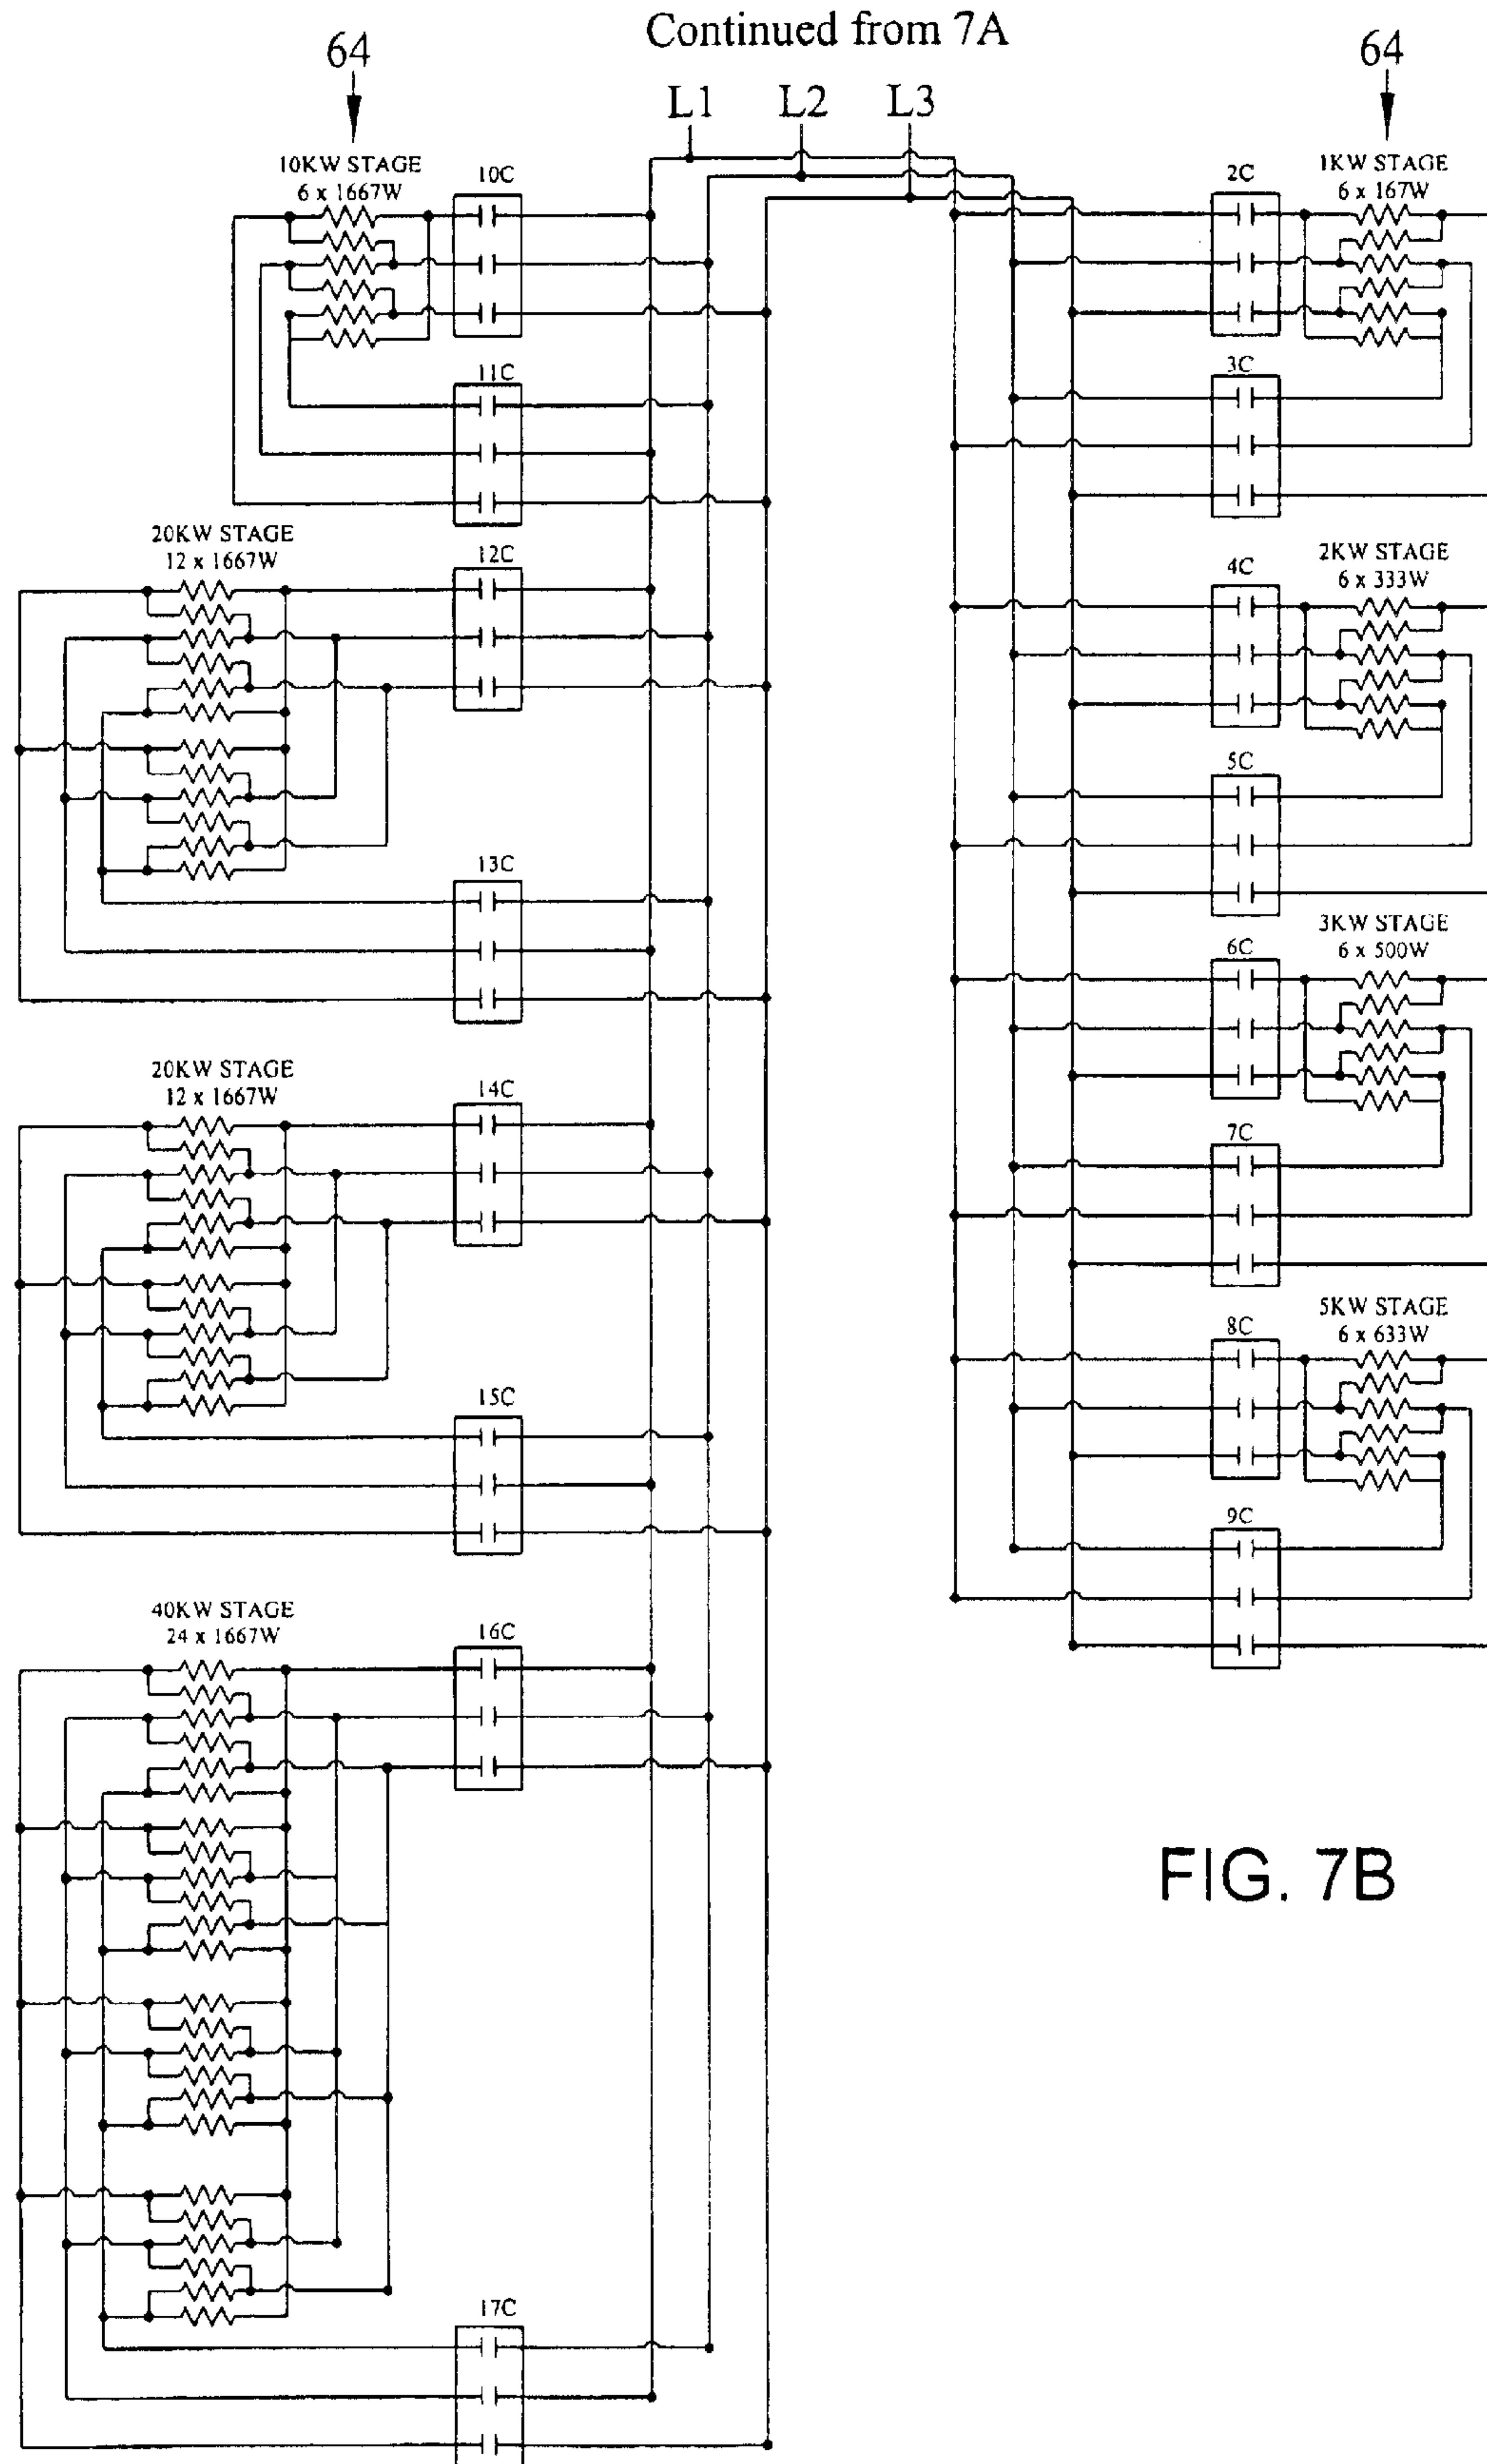 Continued from 7A
64
64
L1 L2 L3
10KW STAGE
6 x 1667W
10C
11C
20KW STAGE
12 x 1667W
12C
13C
20KW STAGE
12 x 1667W
14C
15C
40KW STAGE
24 x 1667W
16C
17C
2C
1KW STAGE
6 x 167W
3C
4C
2KW STAGE
6 x 333W
5C
6C
3KW STAGE
6 x 500W
7C
8C
5KW STAGE
6 x 633W
9C
FIG. 7B